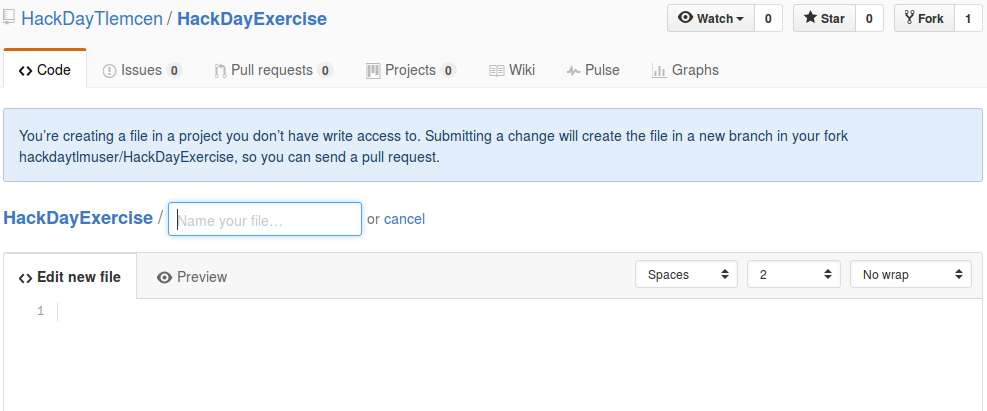 HackDayTlemcen / HackDayExercise Watch 0 Star 0 Fork 1
Code Issues 0 Pull requests 0 Projects 0 Wiki Pulse Graphs
You’re creating a file in a project you don’t have write access to. Submitting a change will create the file in a new branch in your fork
hackdaytlmuser/HackDayExercise, so you can send a pull request.
HackDayExercise / Name your file… or cancel
Edit new file Preview Spaces 2 No wrap
1